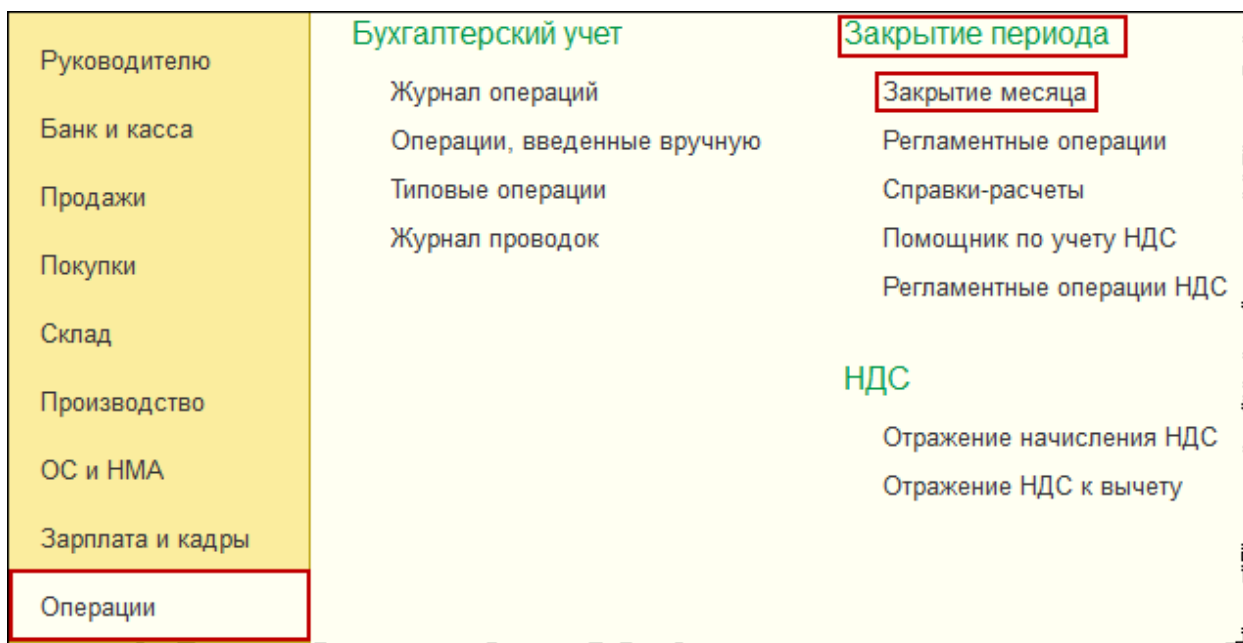 Руководителю
Банк и касса
Продажи
Покупки
Склад
Производство
ОС и НМА
Зарплата и кадры
Операции
Бухгалтерский учет
Журнал операций
Операции, введенные вручную
Типовые операции
Журнал проводок
Закрытие периода
Закрытие месяца
Регламентные операции
Справки-расчеты
Помощник по учету НДС
Регламентные операции НДС
НДС
Отражение начисления НДС
Отражение НДС к вычету